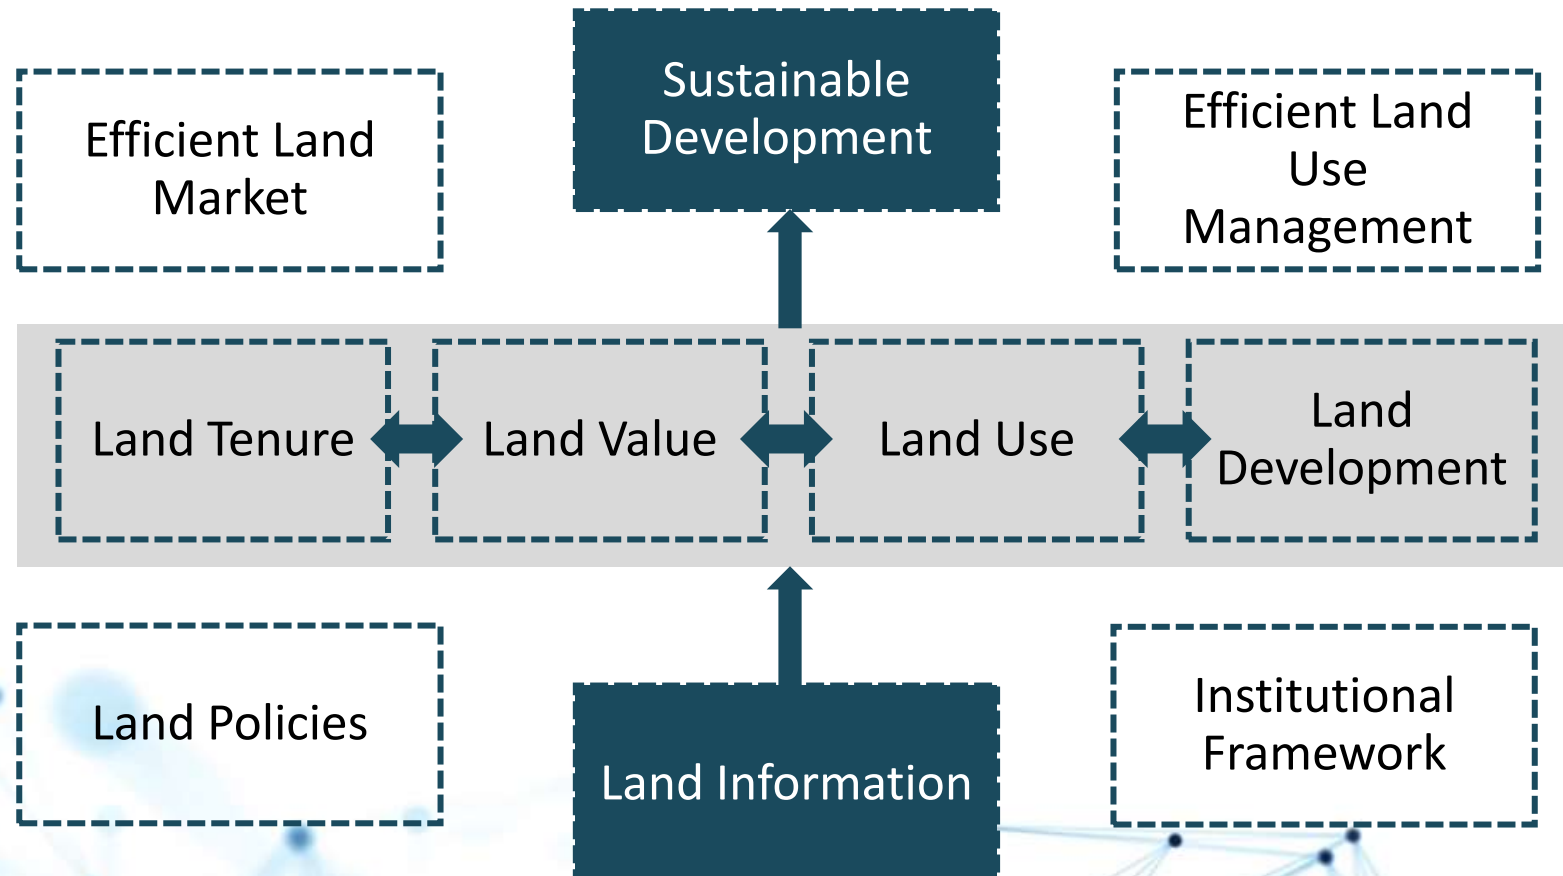 Sustainable
Development
Efficient Land
Market
Efficient Land
Use
Management
Land Tenure
Land Value
Land Use
Land
Development
Land Policies
Land Information
Institutional
Framework